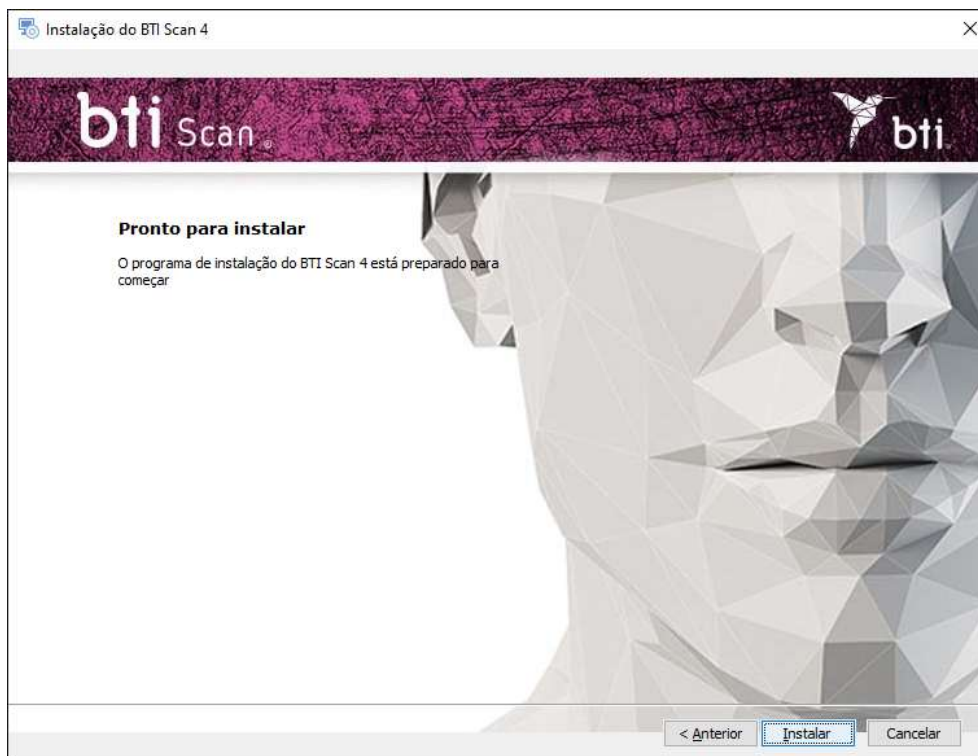 Instalação do BTI Scan 4
bti Scan ®
bti
Pronto para instalar
O programa de instalação do BTI Scan 4 está preparado para
começar
< Anterior Instalar Cancelar